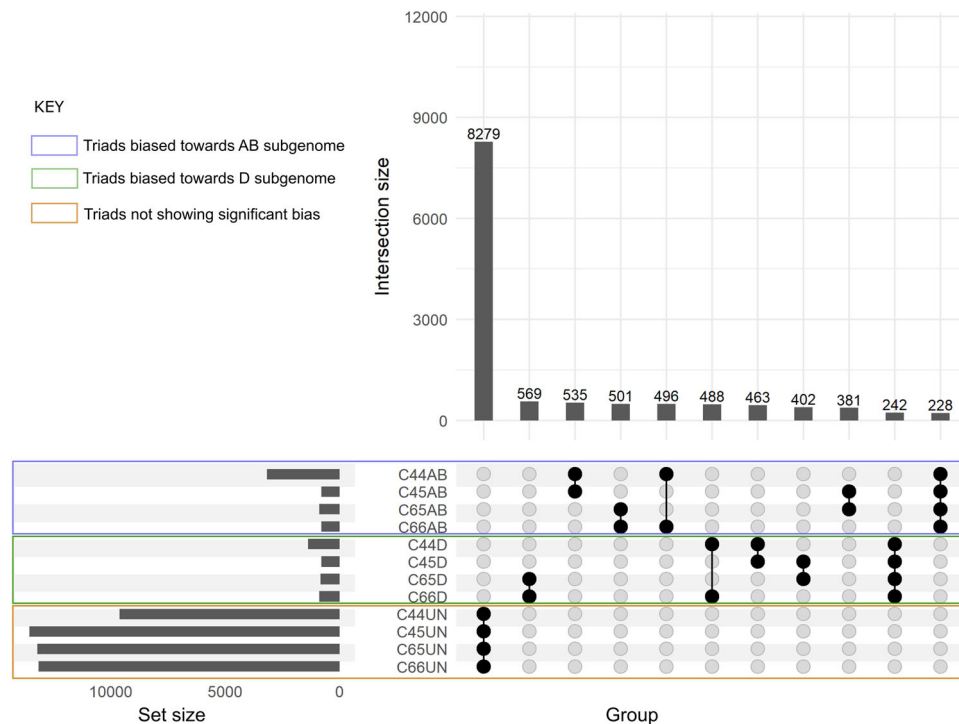 KEY
Triads biased towards AB subgenome
Triads biased towards D subgenome
Triads not showing significant bias
Intersection size
12000
9000
6000
3000
0
8279 569 535 501 496 488 463 402 381 242 228
C44AB
C45AB
C65AB
C66AB
C44D
C45D
C65D
C66D
C44UN
C45UN
C65UN
C66UN
10000 5000 0
Set size
Group